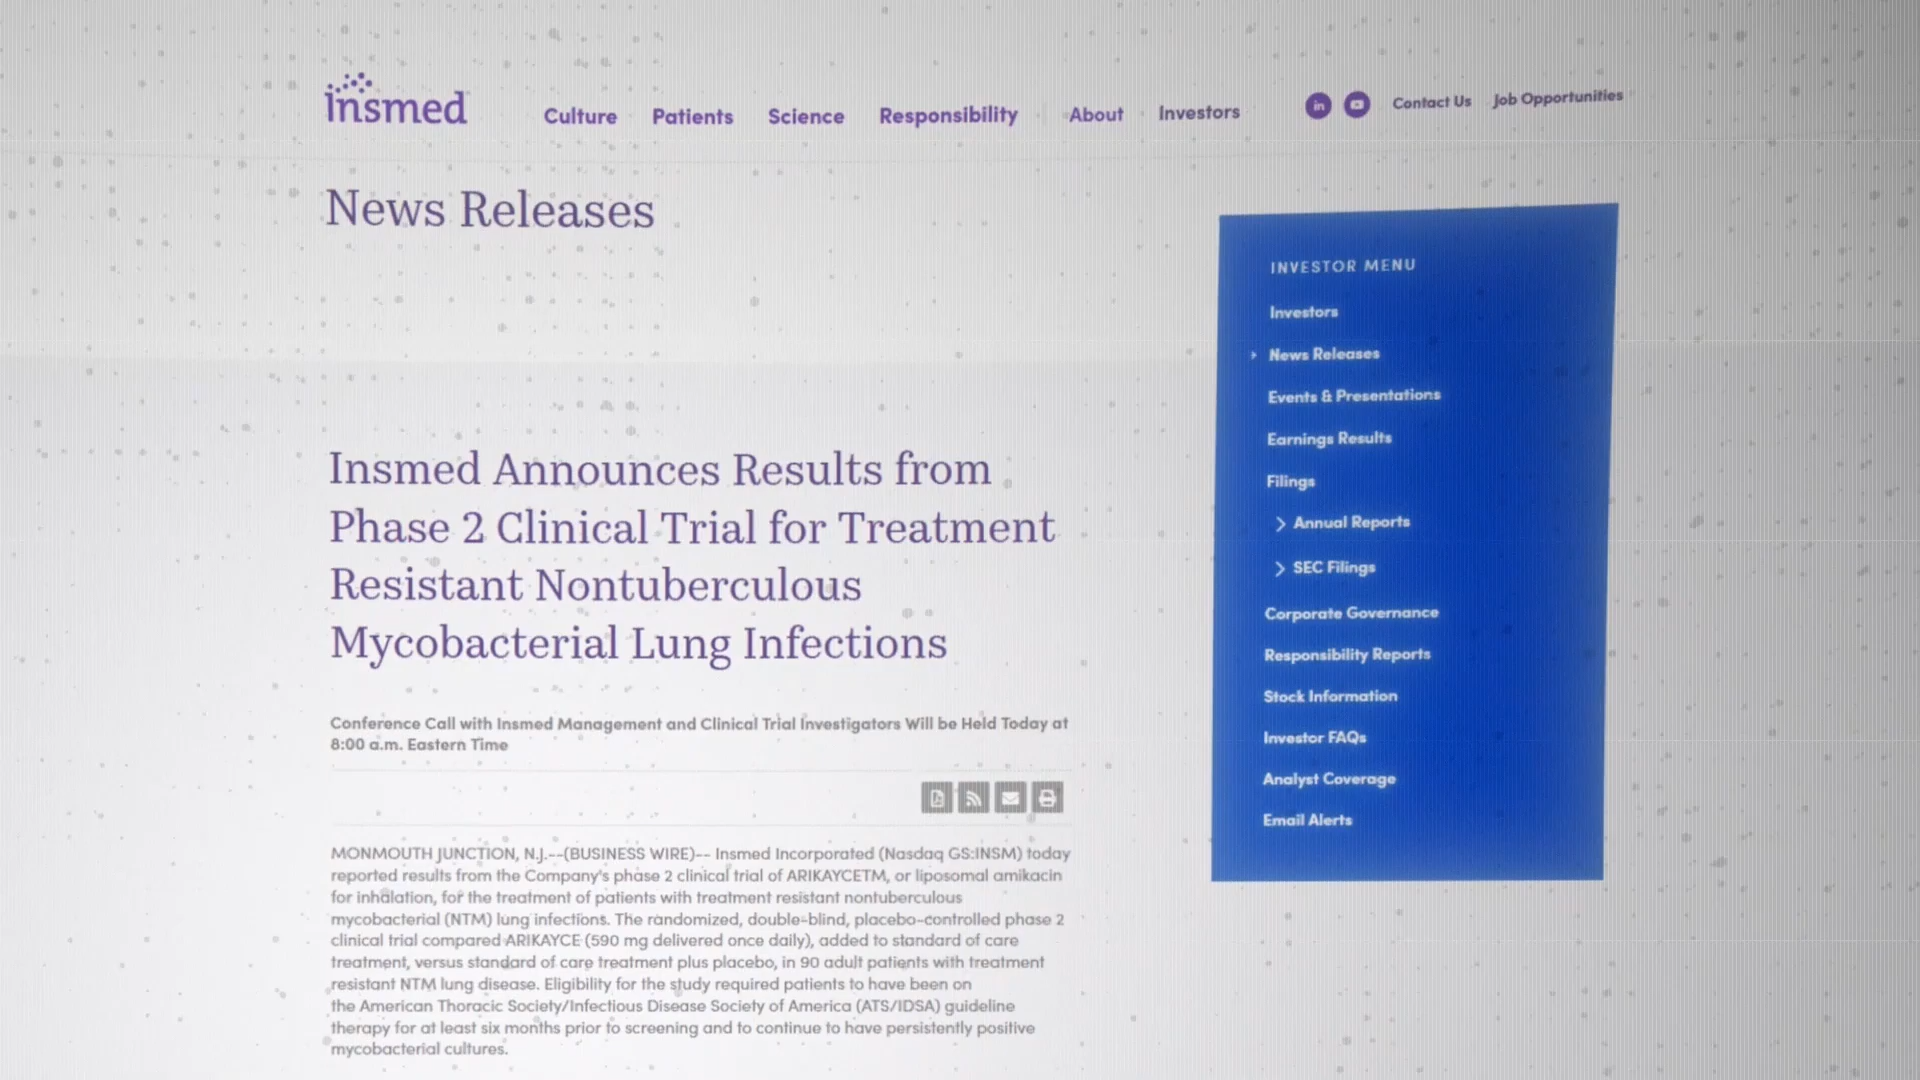 insmed
Culture Patients Science Responsibility About Investors Contact Us Job Opportunities
News Releases
Insmed Announces Results from
Phase 2 Clinical Trial for Treatment
Resistant Nontuberculous
Mycobacterial Lung Infections
Conference Call with Insmed Management and Clinical Trial Investigators Will be Held Today at
8:00 a.m. Eastern Time
MONMOUTH JUNCTION, N.J.--(BUSINESS WIRE)-- Insmed Incorporated (Nasdaq GS:INSM) today
reported results from the Company's phase 2 clinical trial of ARIKAYCETM, or liposomal amikacin
for inhalation, for the treatment of patients with treatment resistant nontuberculous
mycobacterial (NTM) lung infections. The randomized, double-blind, placebo-controlled phase 2
clinical trial compared ARIKAYCE (590 mg delivered once daily), added to standard of care
treatment, versus standard of care treatment plus placebo, in 90 adult patients with treatment
resistant NTM lung disease. Eligibility for the study required patients to have been on
the American Thoracic Society/Infectious Disease Society of America (ATS/IDSA) guideline
therapy for at least six months prior to screening and to continue to have persistently positive
mycobacterial cultures.
INVESTOR MENU
Investors
News Releases
Events & Presentations
Earnings Results
Filings
Annual Reports
SEC Filings
Corporate Governance
Responsibility Reports
Stock Information
Investor FAQs
Analyst Coverage
Email Alerts